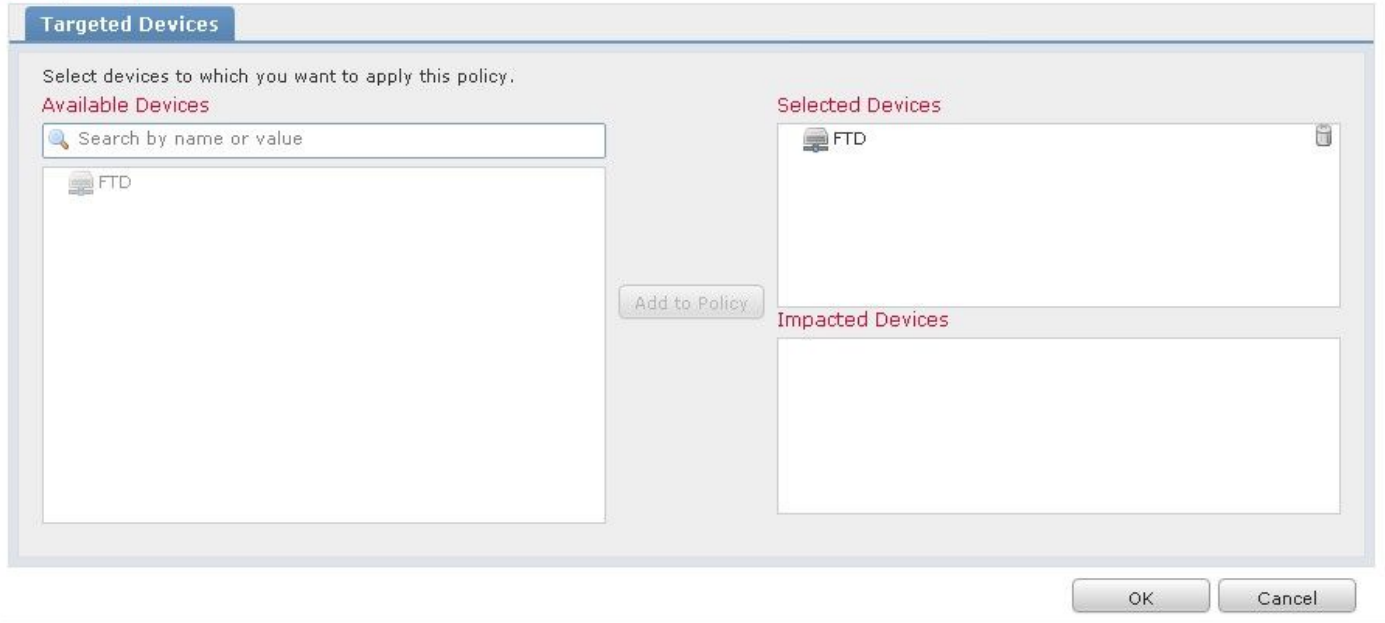 Targeted Devices
Select devices to which you want to apply this policy.
Available Devices
Search by name or value
FTD
Add to Policy
Selected Devices
FTD
Impacted Devices
OK
Cancel